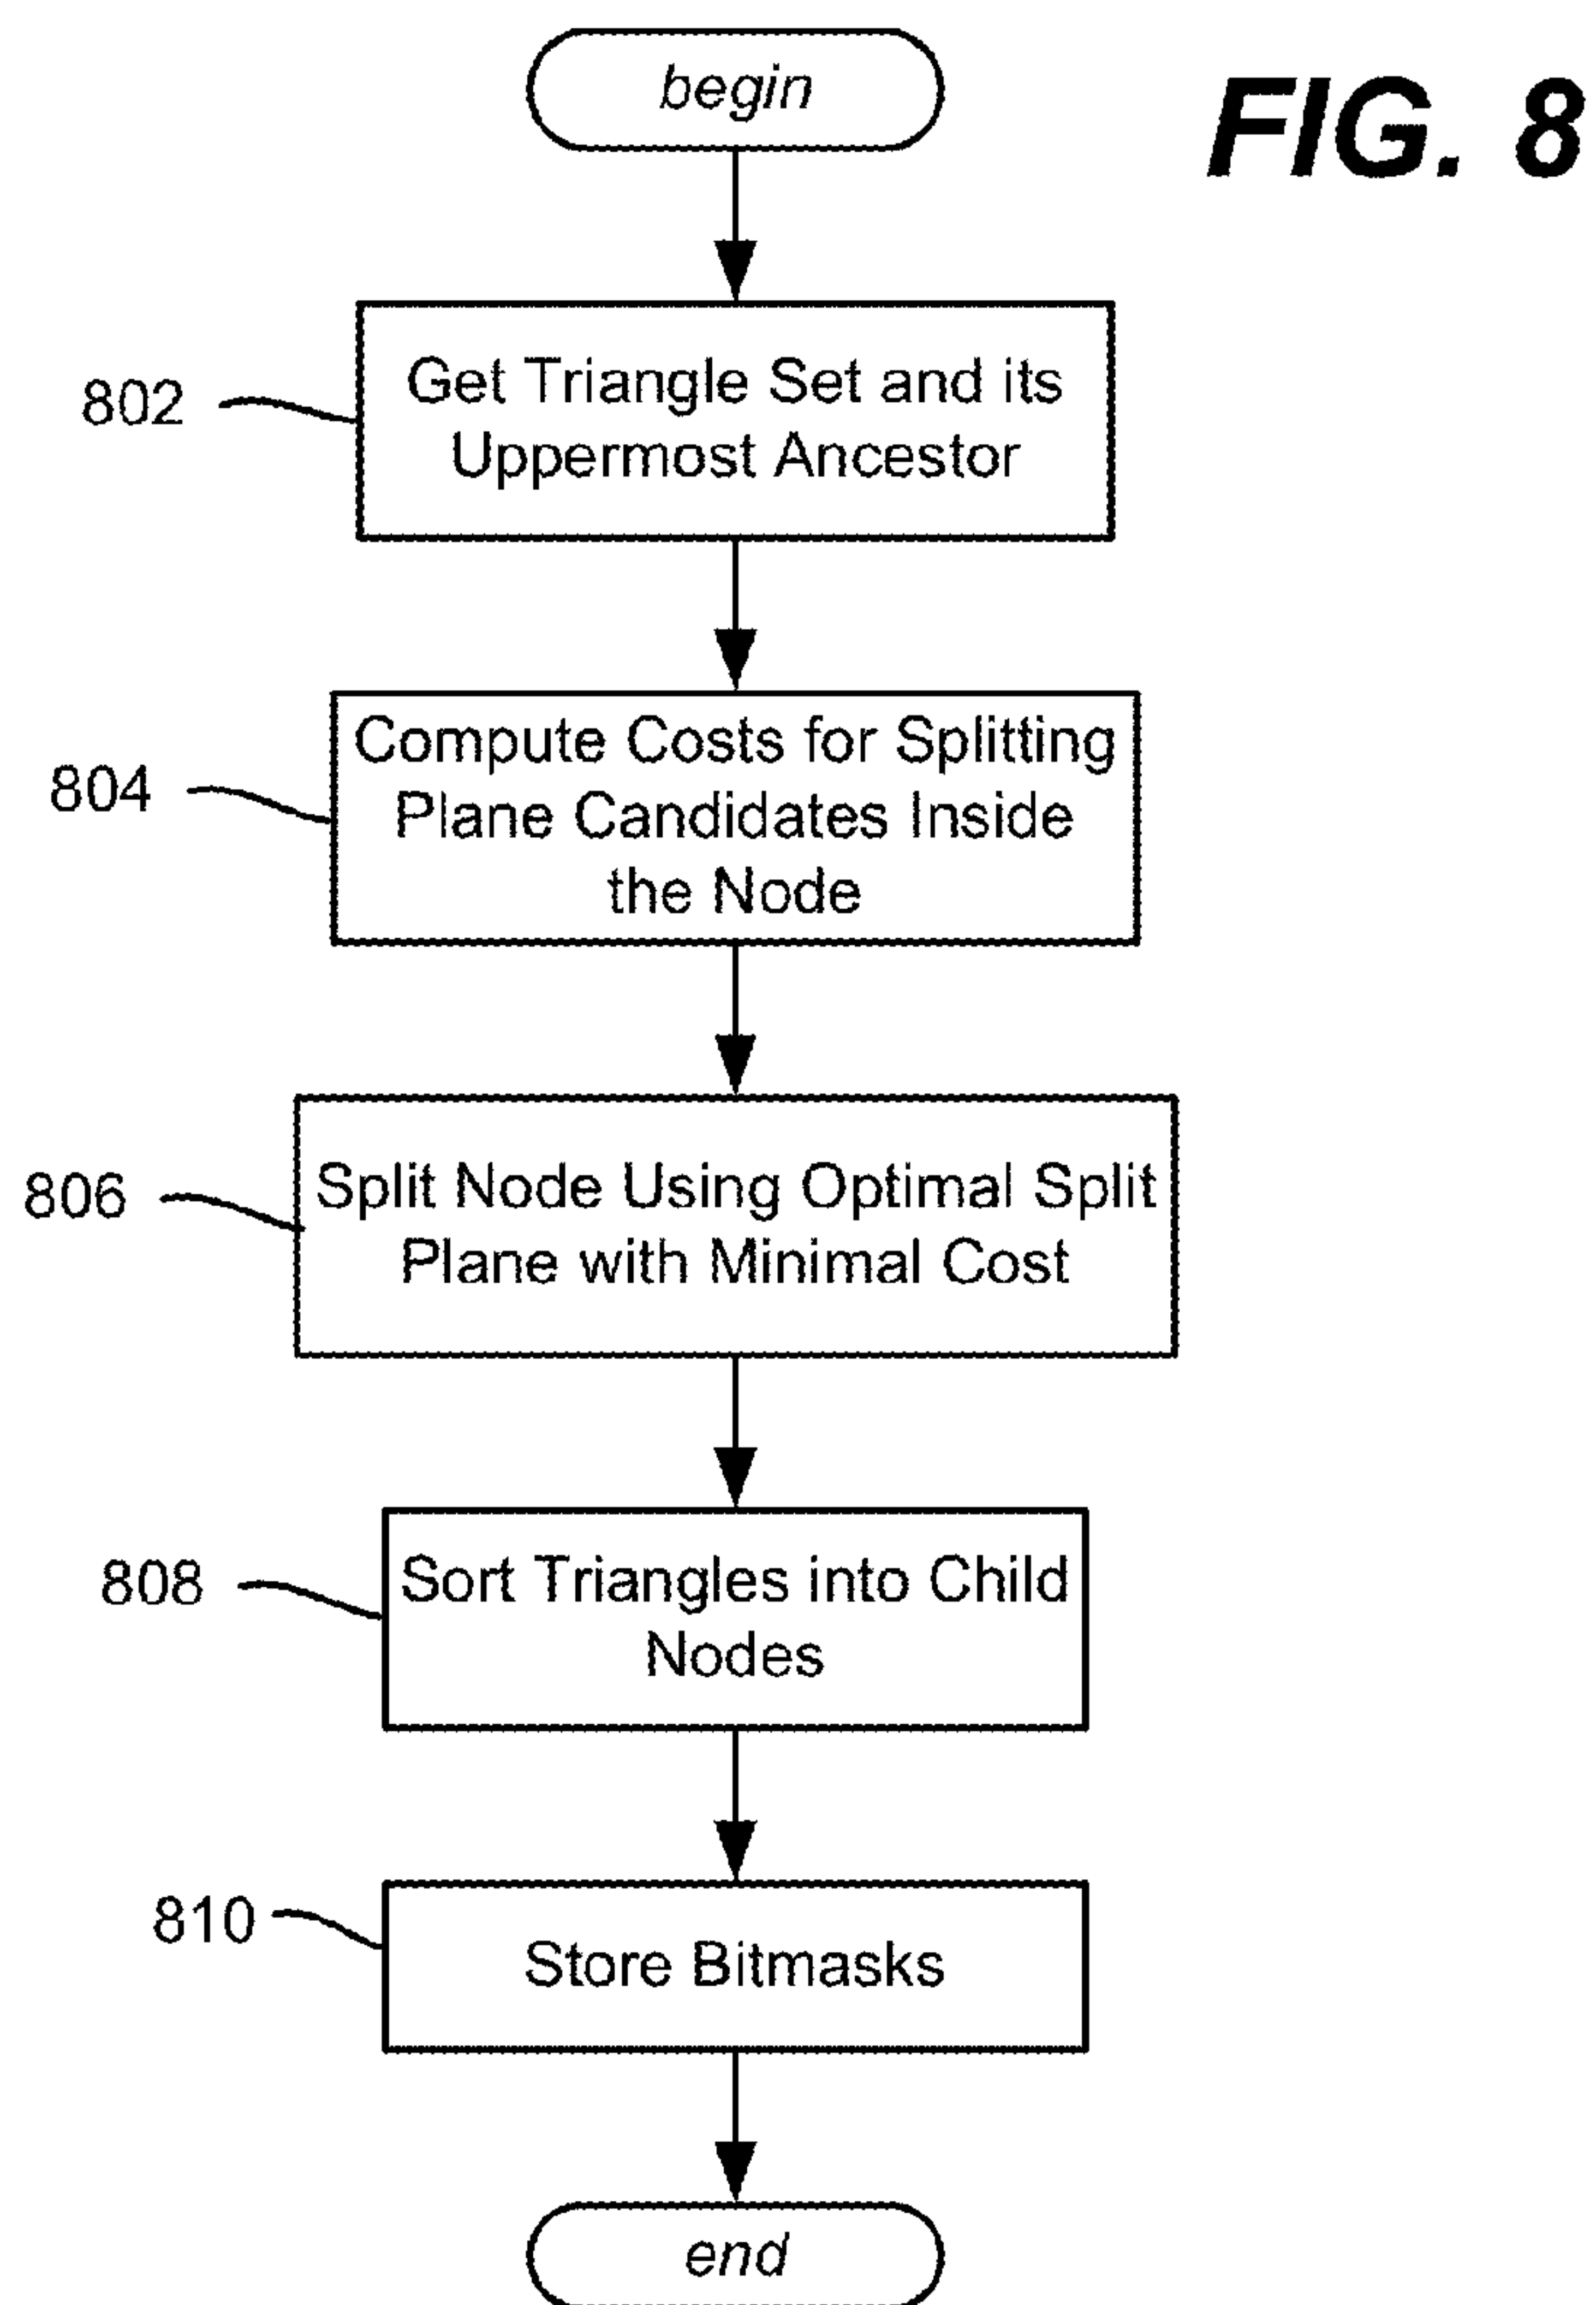 FIG. 8
begin
802
Get Triangle Set and its
Uppermost Ancestor
804
Compute Costs for Splitting
Plane Candidates Inside
the Node
806
Split Node Using Optimal Split
Plane with Minimal Cost
808
Sort Triangles into Child
Nodes
810
Store Bitmasks
end